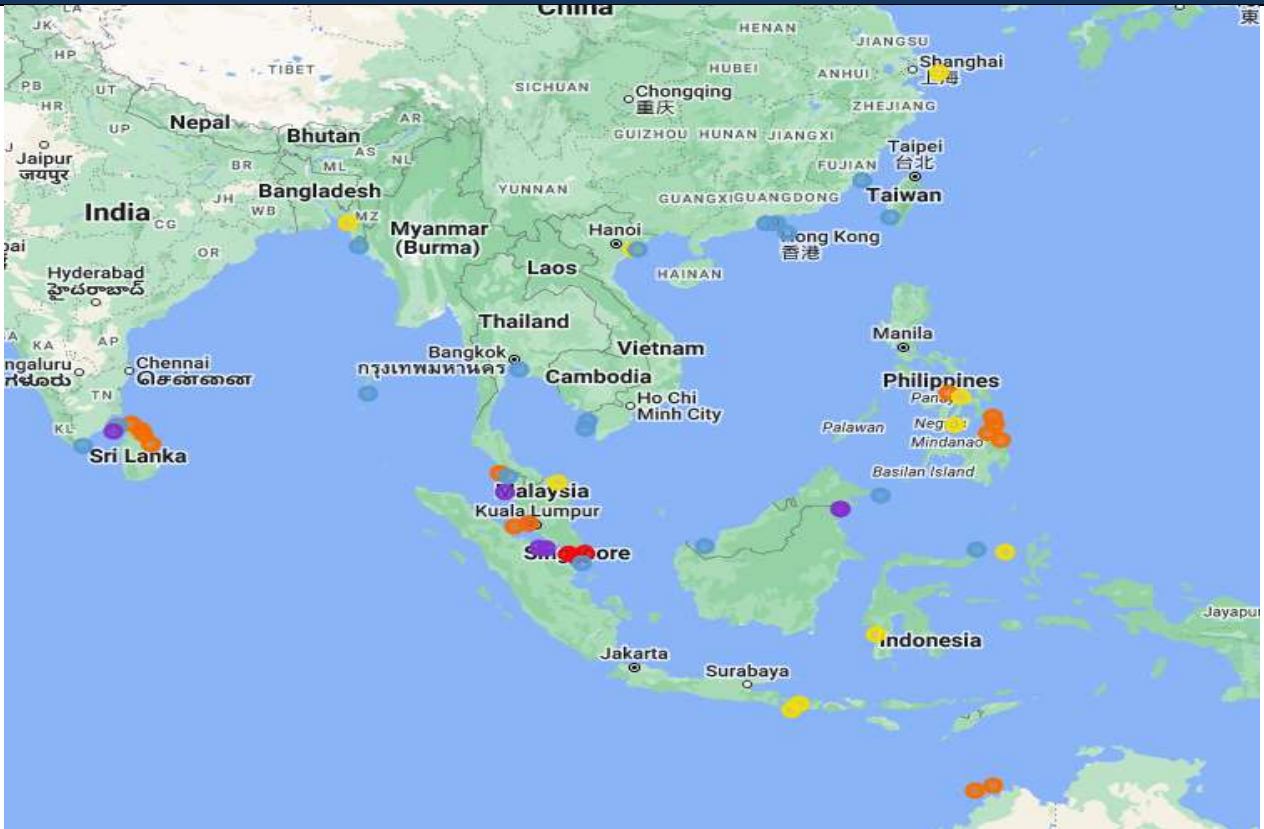 China
東
LA
JK
HENAN
JIANGSU
HP
TIBET
HUBEI
ANHUI
Shanghai
上海
PB
UT
SICHUAN
Chongqing
重庆
ZHEJIANG
HR
Nepal
AR
UP
Bhutan
GUIZHOU
HUNAN
JIANGXI
Jaipur
जयपुर
AS
NL
BR
ML
FUJIAN
Taipei
台北
Bangladesh
YUNNAN
GUANGXI
GUANGDONG
Taiwan
JH
WB
India
CG
MZ
Myanmar
(Burma)
Hanoi
Hong Kong
香港
OR
Laos
HAINAN
Hyderabad
హైదరాబాద్
Thailand
Manila
KA
AP
Bangkok
กรุงเทพมหานคร
Vietnam
Chennai
சென்னை
Cambodia
Philippines
TN
Ho Chi
Minh City
KL
Palawan
Mindanao
Sri Lanka
Basilan Island
Malaysia
Kuala Lumpur
Jayapu
Indonesia
Jakarta
Surabaya